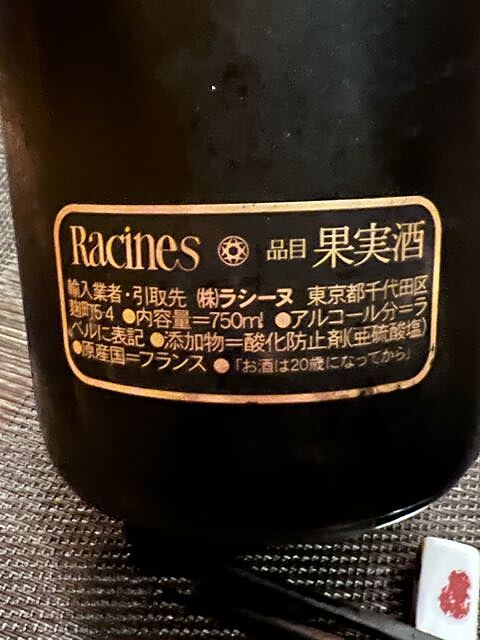 Racines 品目 果実酒
輸入業者・引取先 ㈱ラシーヌ 東京都千代田区
麹町5-4 ●内容量=750ml ●アルコール分=ラ
ベルに表記 ●添加物=酸化防止剤(亜硫酸塩)
●原産国=フランス ●「お酒は20歳になってから」